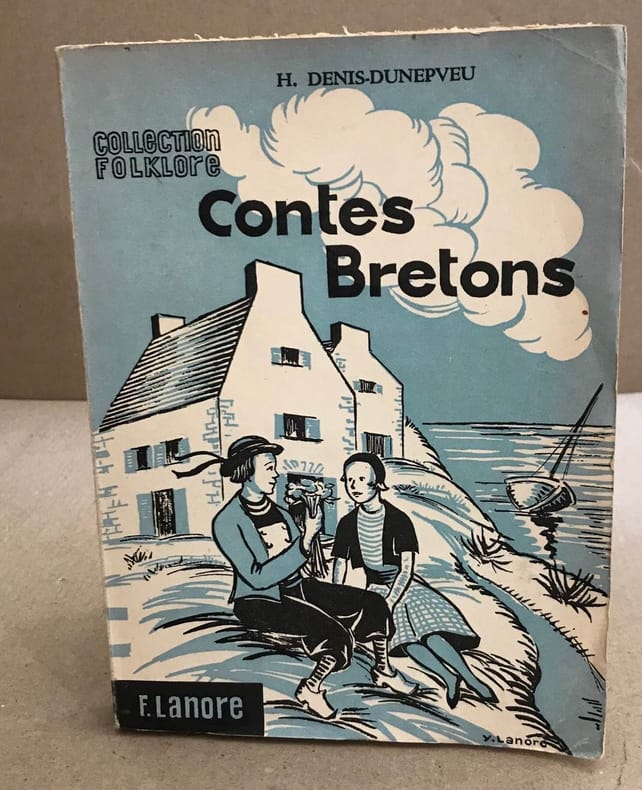 H. DENIS-DUNEPVEU
COLLECTION
FOLKLORE
Contes
Bretons
F. Lanore
Y. Lanore